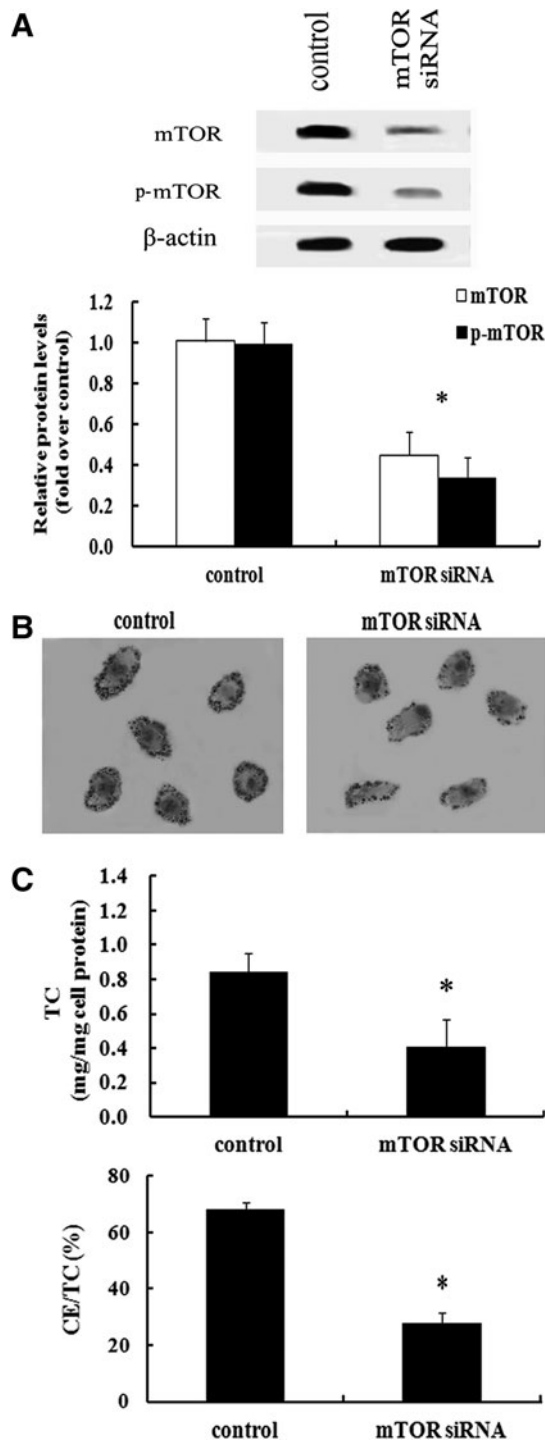 A
control
mTOR
siRNA
mTOR
p-mTOR
β-actin
mTOR
p-mTOR
Relative protein levels
(fold over control)
1.2
1.0
0.8
0.6
0.4
0.2
0.0
*
control
mTOR siRNA
B
control
mTOR siRNA
C
TC
(mg/mg cell protein)
1.4
1.2
1.0
0.8
0.6
0.4
0.2
0.0
*
control
mTOR siRNA
CE/TC (%)
80
60
40
20
0
*
control
mTOR siRNA